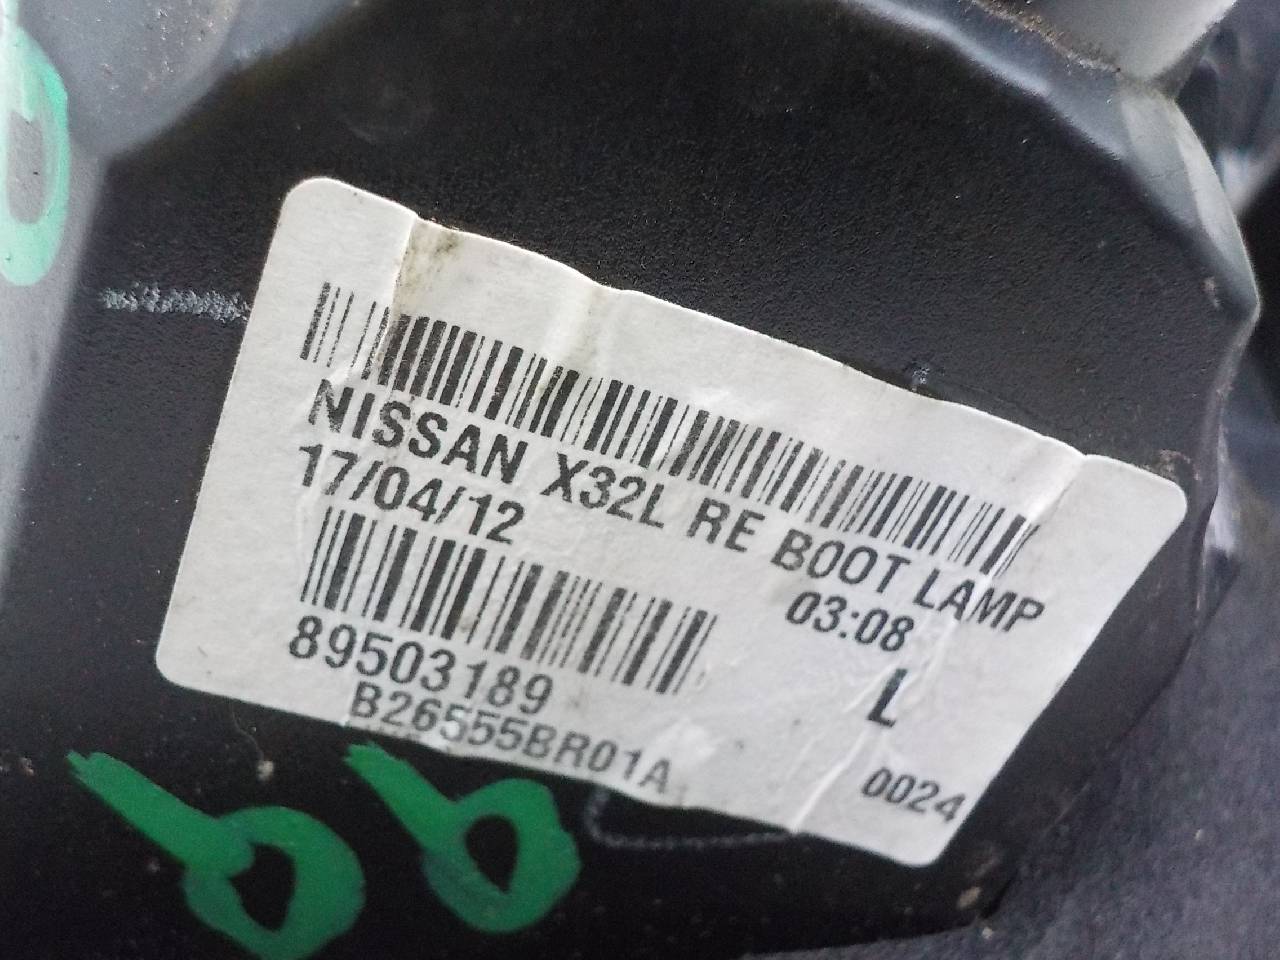 NISSAN X32L RE BOOT LAMP
17/04/12 03:08
89503189 L
B26555BR01A 0024